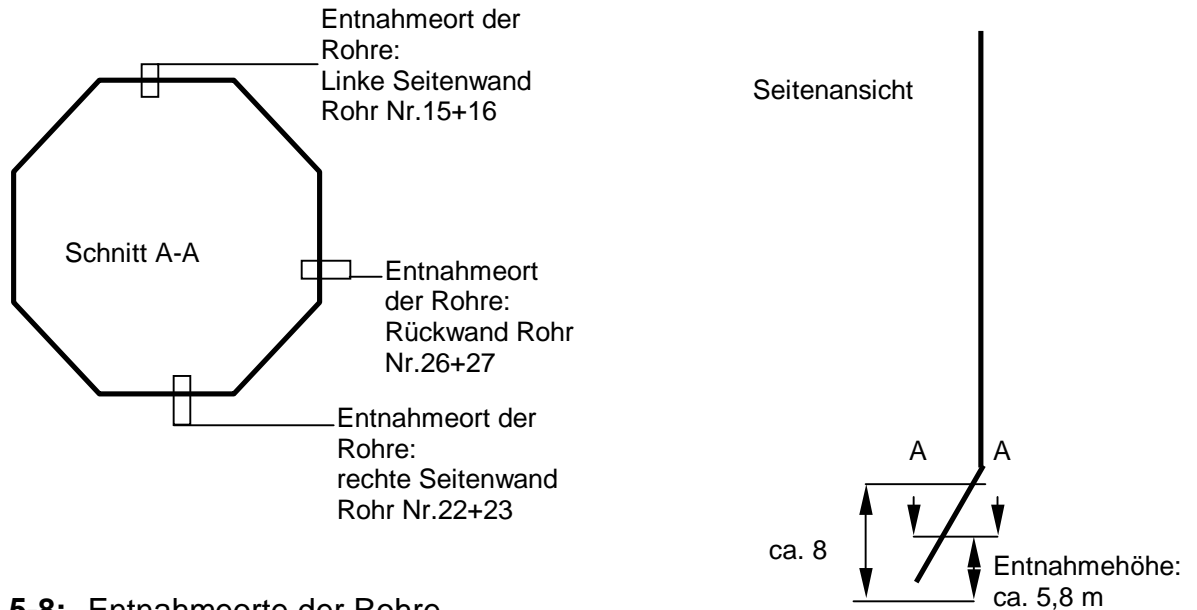 Entnahmeort der
Rohre:
Linke Seitenwand
Rohr Nr.15+16
Schnitt A-A
Entnahmeort
der Rohre:
Rückwand Rohr
Nr.26+27
Entnahmeort der
Rohre:
rechte Seitenwand
Rohr Nr.22+23
Seitenansicht
A A
ca. 8
Entnahmehöhe:
ca. 5,8 m
5-8: Entnahmeorte der Rohre